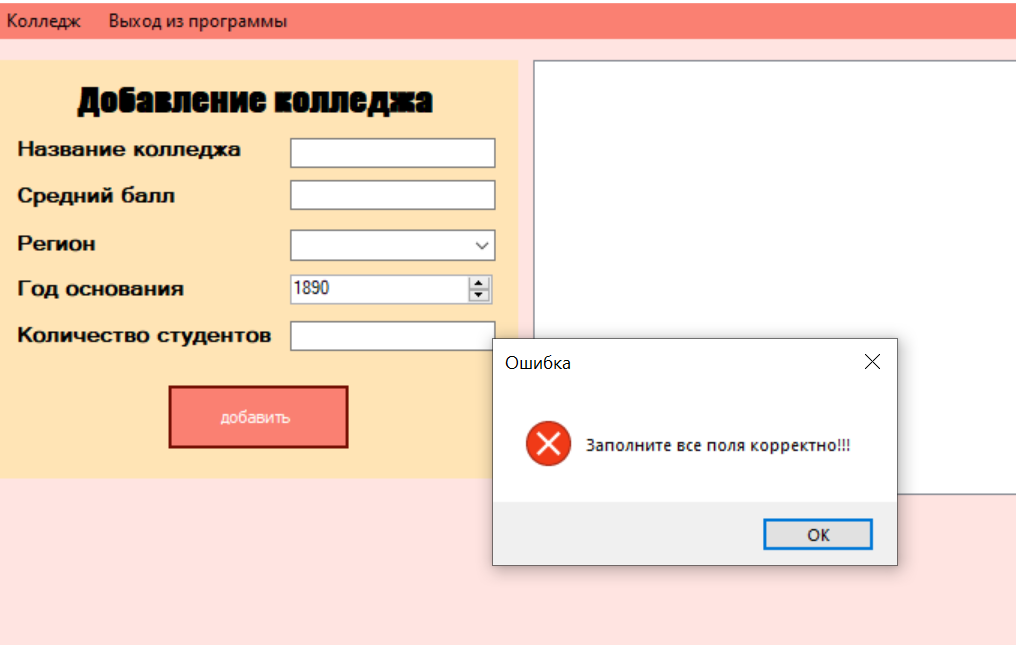 Колледж Выход из программы
Добавление колледжа
Название колледжа
Средний балл
Регион
Год основания 1890
Количество студентов
добавить
Ошибка
Заполните все поля корректно!!!
ОК